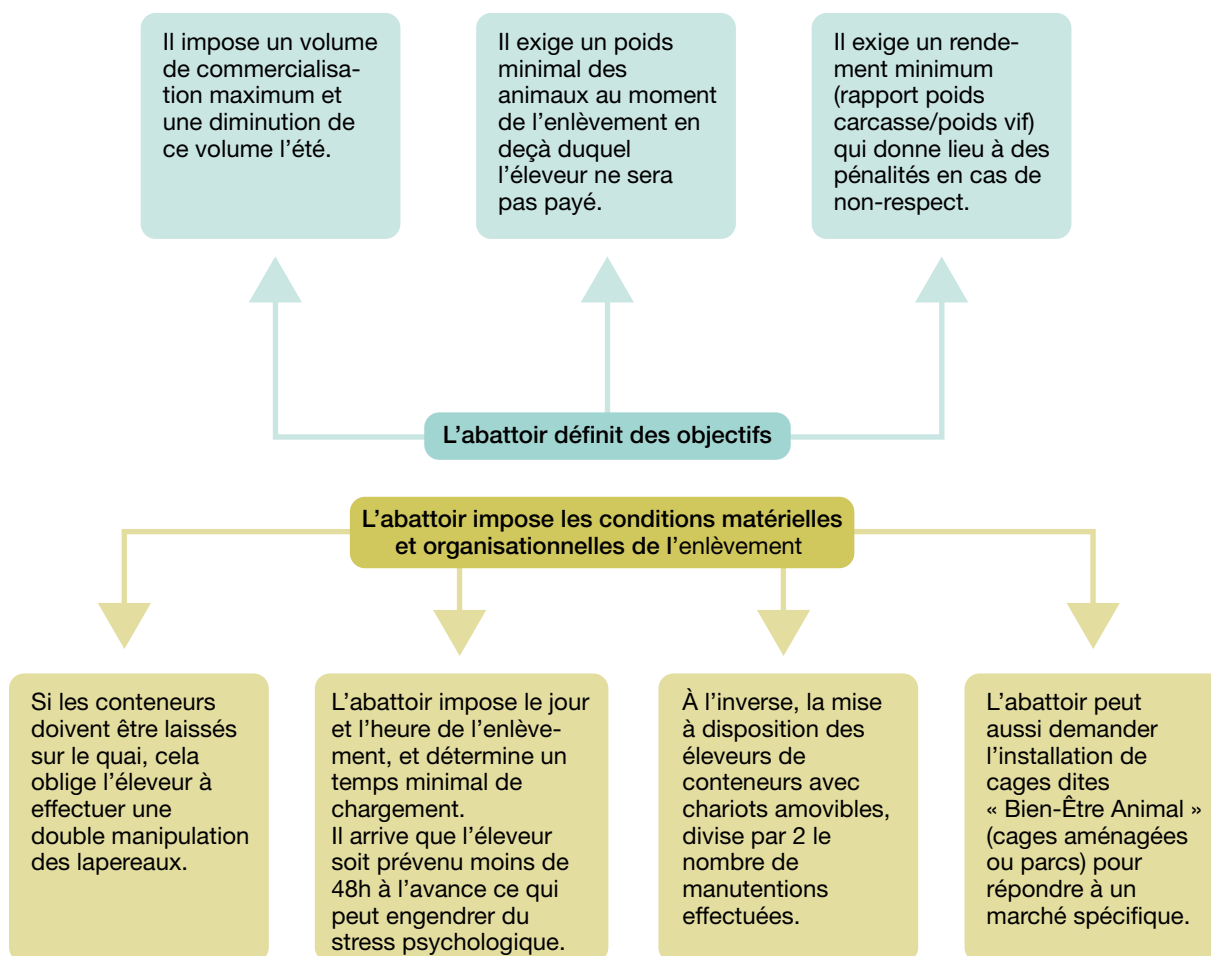 Il impose un volume
de commercialisa-
tion maximum et
une diminution de
ce volume l'été.
Il exige un poids
minimal des
animaux au moment
de l'enlèvement en
deçà duquel
l'éleveur ne sera
pas payé.
Il exige un rende-
ment minimum
(rapport poids
carcasse/poids vif)
qui donne lieu à des
pénalités en cas de
non-respect.
L'abattoir définit des objectifs
L'abattoir impose les conditions matérielles
et organisationnelles de l'enlèvement
Si les conteneurs
doivent être laissés
sur le quai, cela
oblige l'éleveur à
effectuer une
double manipulation
des lapereaux.
L'abattoir impose le jour
et l'heure de l'enlève-
ment, et détermine un
temps minimal de
chargement.
Il arrive que l'éleveur
soit prévenu moins de
48h à l'avance ce qui
peut engendrer du
stress psychologique.
À l'inverse, la mise
à disposition des
éleveurs de
conteneurs avec
chariots amovibles,
divise par 2 le
nombre de
manutentions
effectuées.
L'abattoir peut
aussi demander
l'installation de
cages dites
« Bien-Être Animal »
(cages aménagées
ou parcs) pour
répondre à un
marché spécifique.